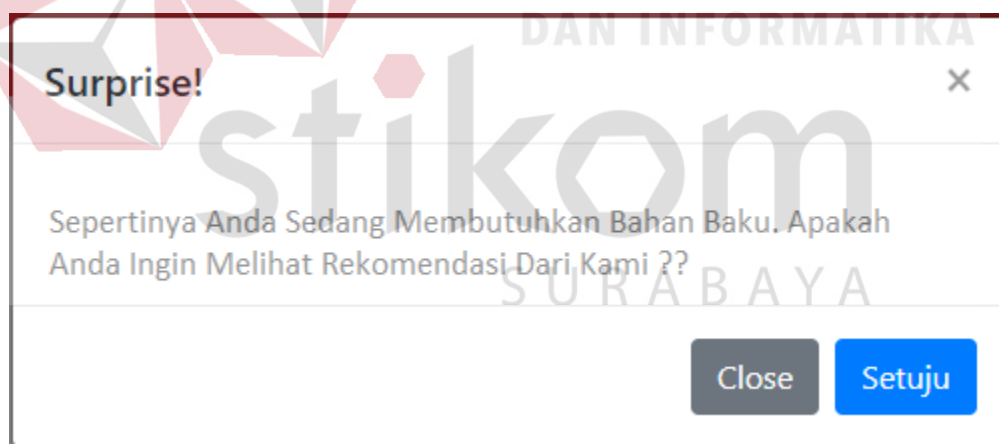 DAN INFORMATIKA
Surprise!
×
stikom
Sepertinya Anda Sedang Membutuhkan Bahan Baku. Apakah
Anda Ingin Melihat Rekomendasi Dari Kami ??
SURABAYA
Close Setuju